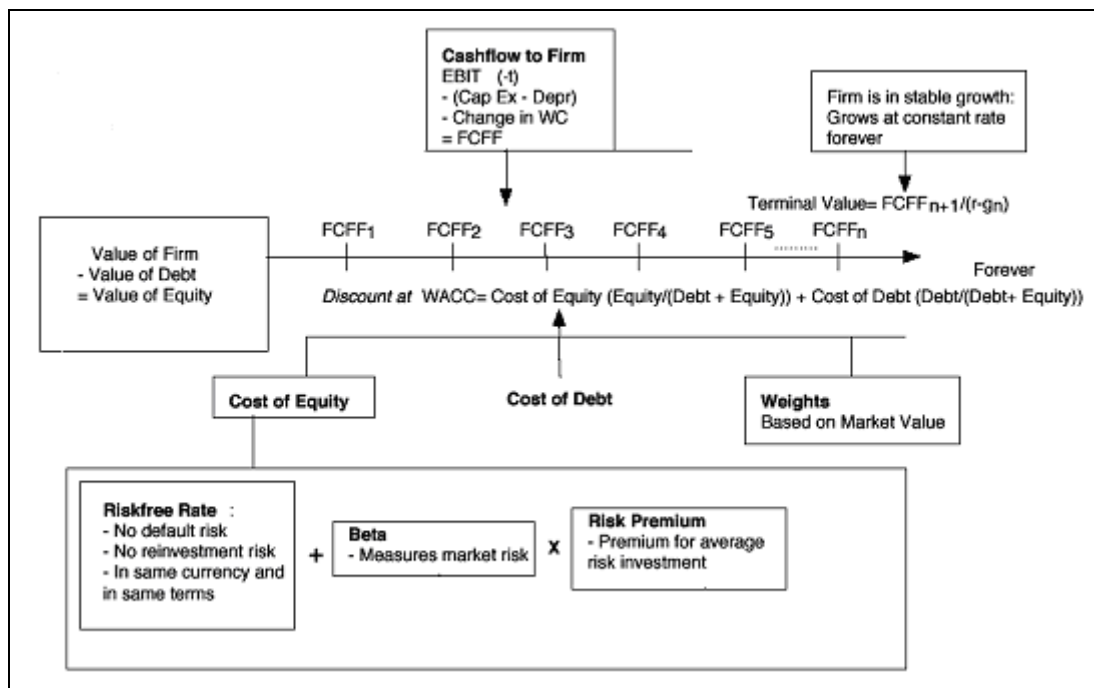 Cashflow to Firm
EBIT (-t)
- (Cap Ex - Depr)
- Change in WC
= FCFF
Firm is in stable growth:
Grows at constant rate
forever
Terminal Value= FCFFn+1/(r-gn)
FCFF1 FCFF2 FCFF3 FCFF4 FCFF5 ......... FCFFn
Value of Firm
- Value of Debt
= Value of Equity
Forever
Discount at WACC= Cost of Equity (Equity/(Debt + Equity)) + Cost of Debt (Debt/(Debt+ Equity))
Cost of Equity
Cost of Debt
Weights
Based on Market Value
Riskfree Rate :
- No default risk
- No reinvestment risk
- In same currency and
in same terms
+
Beta
- Measures market risk
X
Risk Premium
- Premium for average
risk investment